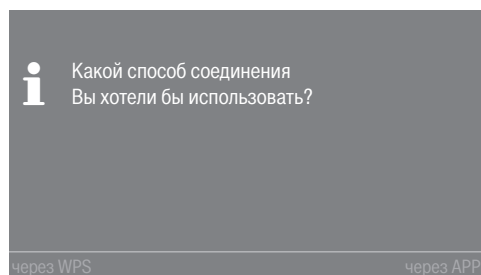 Какой способ соединения
Вы хотели бы использовать?
через WPS через APP